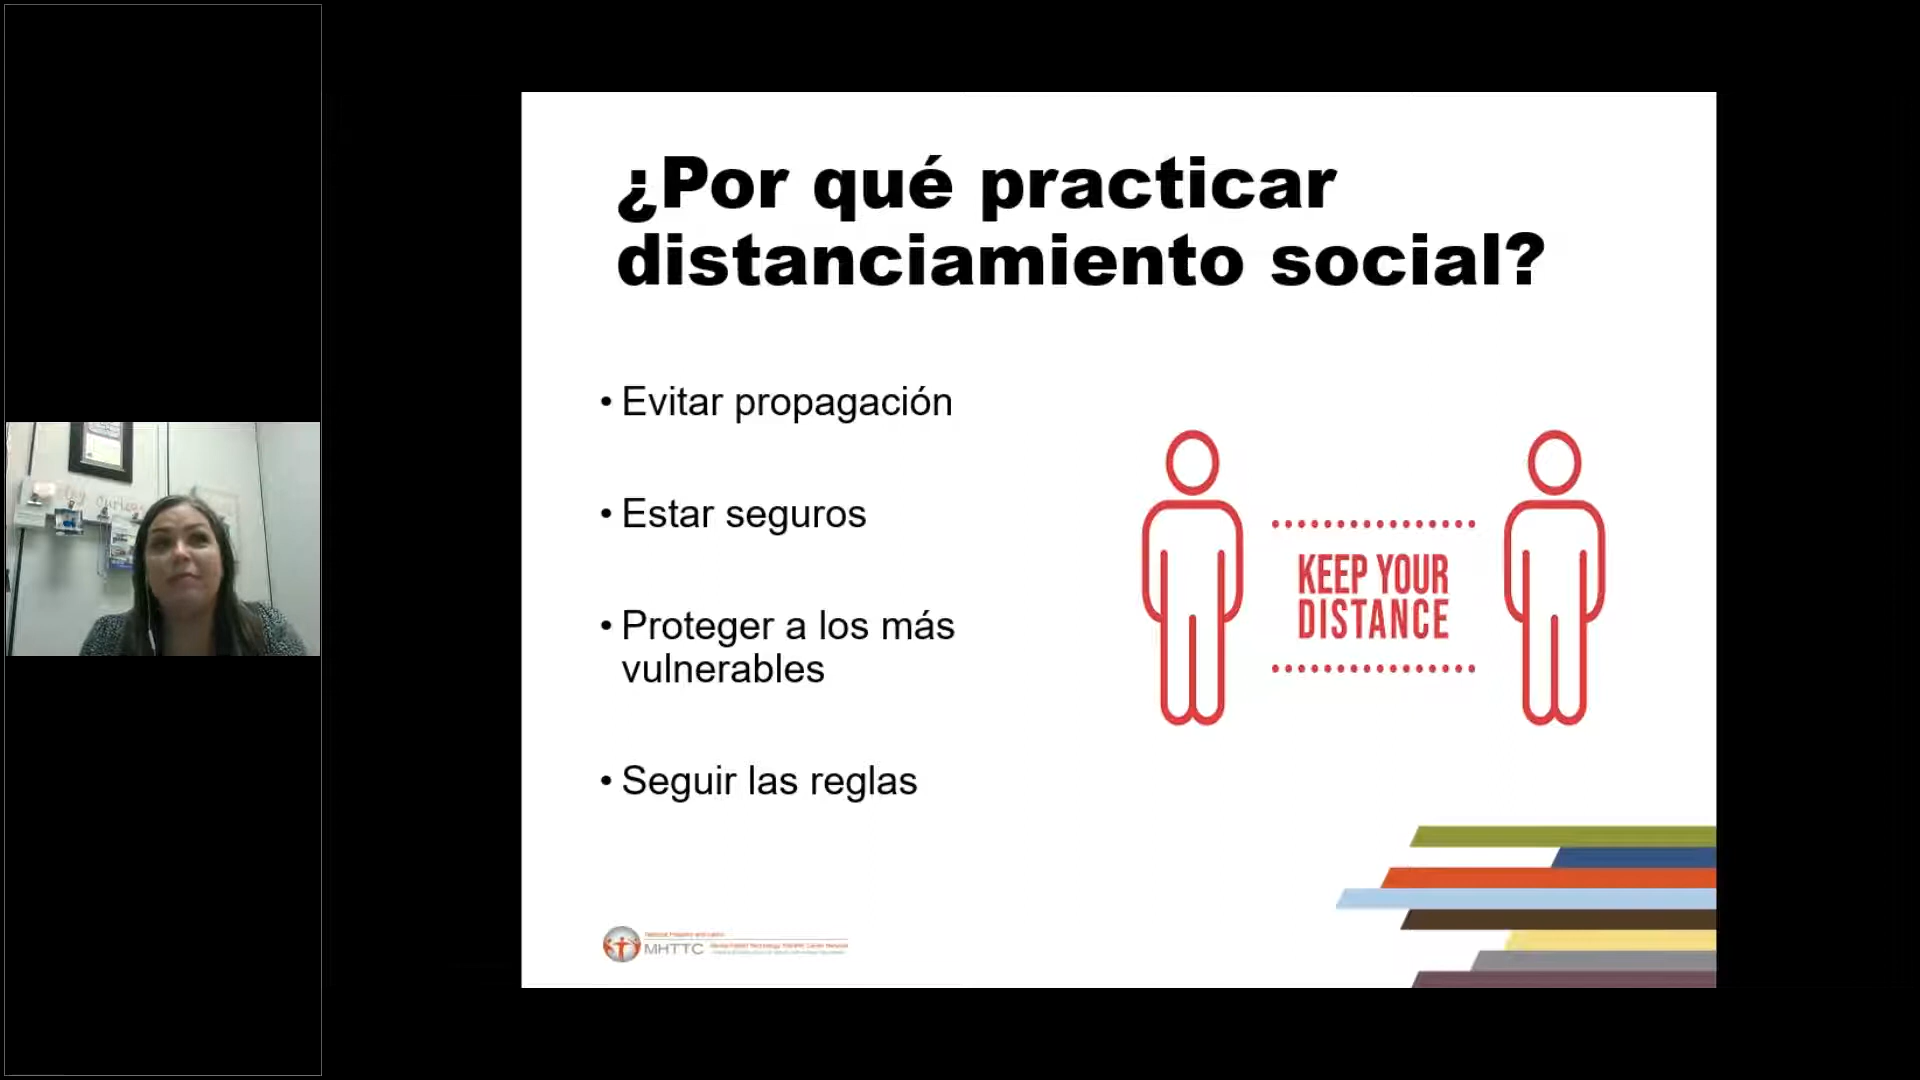 ¿Por qué practicar
distanciamiento social?
• Evitar propagación
• Estar seguros
• Proteger a los más
vulnerables
• Seguir las reglas
KEEP YOUR
DISTANCE
MHTTC